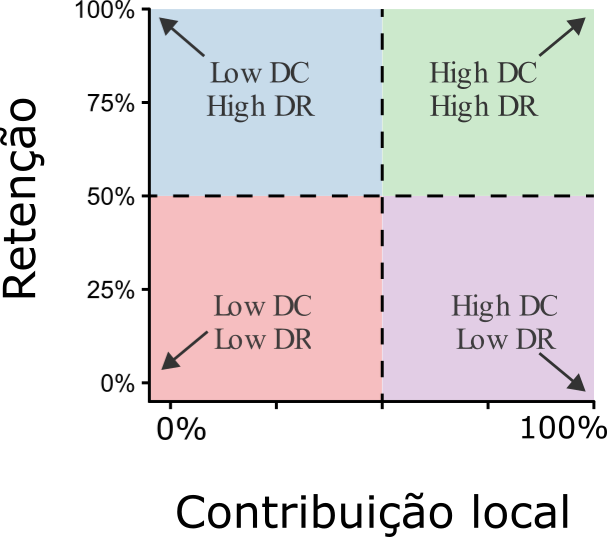 100%
Low DC
High DR
High DC
High DR
75%
Retenção
50%
25%
Low DC
Low DR
High DC
Low DR
0%
0%
100%
Contribuição local